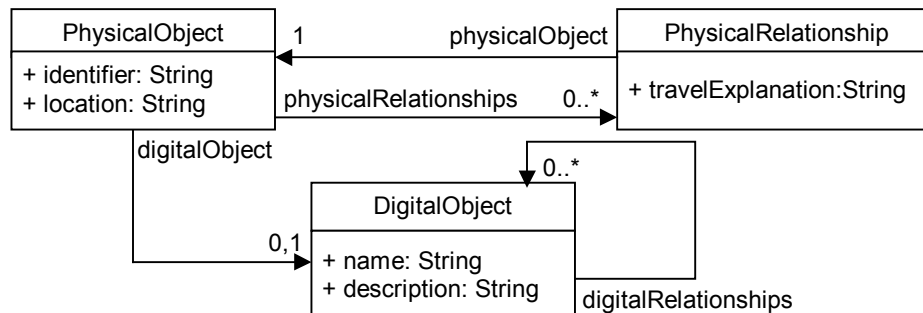 PhysicalObject
+ identifier: String
+ location: String
1
physicalObject
PhysicalRelationship
+ travelExplanation:String
physicalRelationships
0..*
digitalObject
0,1
0..*
DigitalObject
+ name: String
+ description: String
digitalRelationships